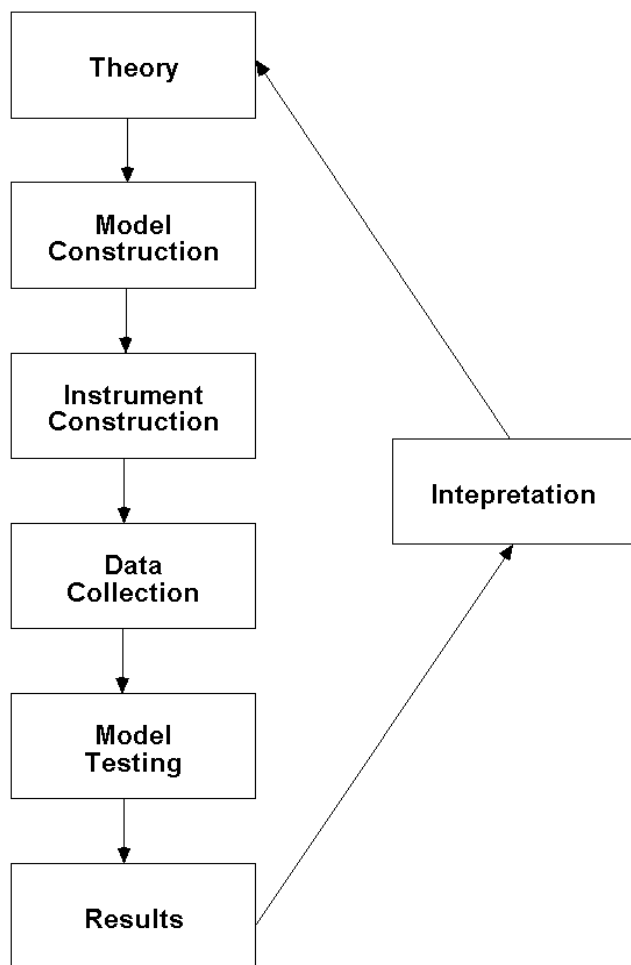 Theory
Model
Construction
Instrument
Construction
Intepretation
Data
Collection
Model
Testing
Results